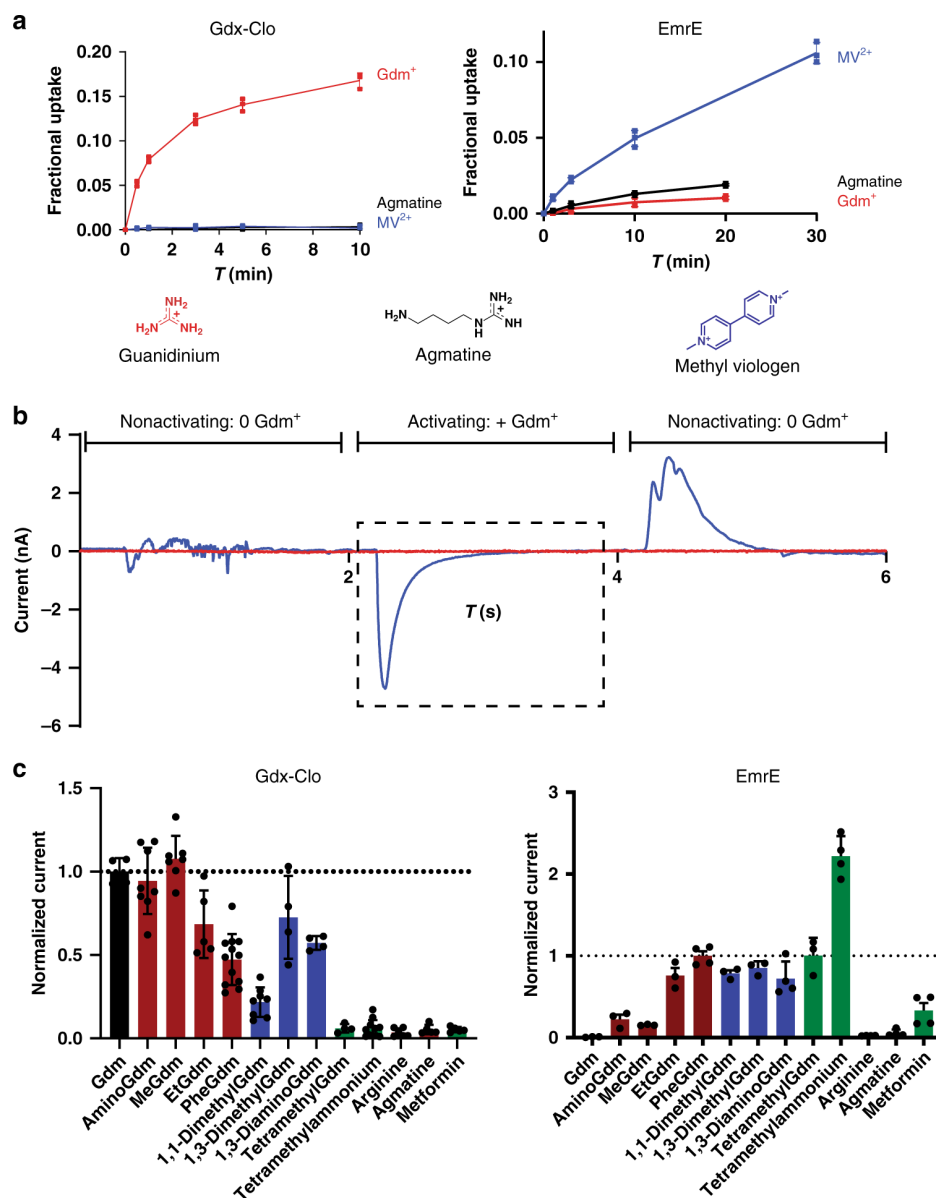 a
Gdx-Clo
EmrE
Fractional uptake
0.20
0.15
0.10
0.05
0.00
0 2 4 6 8 10
T (min)
Gdm⁺
Agmatine
MV²⁺
Fractional uptake
0.10
0.05
0.00
0 10 20 30
T (min)
MV²⁺
Agmatine
Gdm⁺
NH₂
+
H₂N NH₂
Guanidinium
H₂N
NH₂
+
N
H
NH
Agmatine
N⁺
N⁺
Methyl viologen
b
Nonactivating: 0 Gdm⁺
Activating: + Gdm⁺
Nonactivating: 0 Gdm⁺
Current (nA)
4
2
0
−2
−4
−6
2 4 6
T (s)
c
Gdx-Clo
Normalized current
1.5
1.0
0.5
0.0
Gdm
AminoGdm
MeGdm
EtGdm
PheGdm
1,1-DimethylGdm
1,3-DimethylGdm
1,3-DiaminoGdm
TetramethylGdm
Tetramethylammonium
Arginine
Agmatine
Metformin
EmrE
Normalized current
3
2
1
0
Gdm
AminoGdm
MeGdm
EtGdm
PheGdm
1,1-DimethylGdm
1,3-DimethylGdm
1,3-DiaminoGdm
TetramethylGdm
Tetramethylammonium
Arginine
Agmatine
Metformin